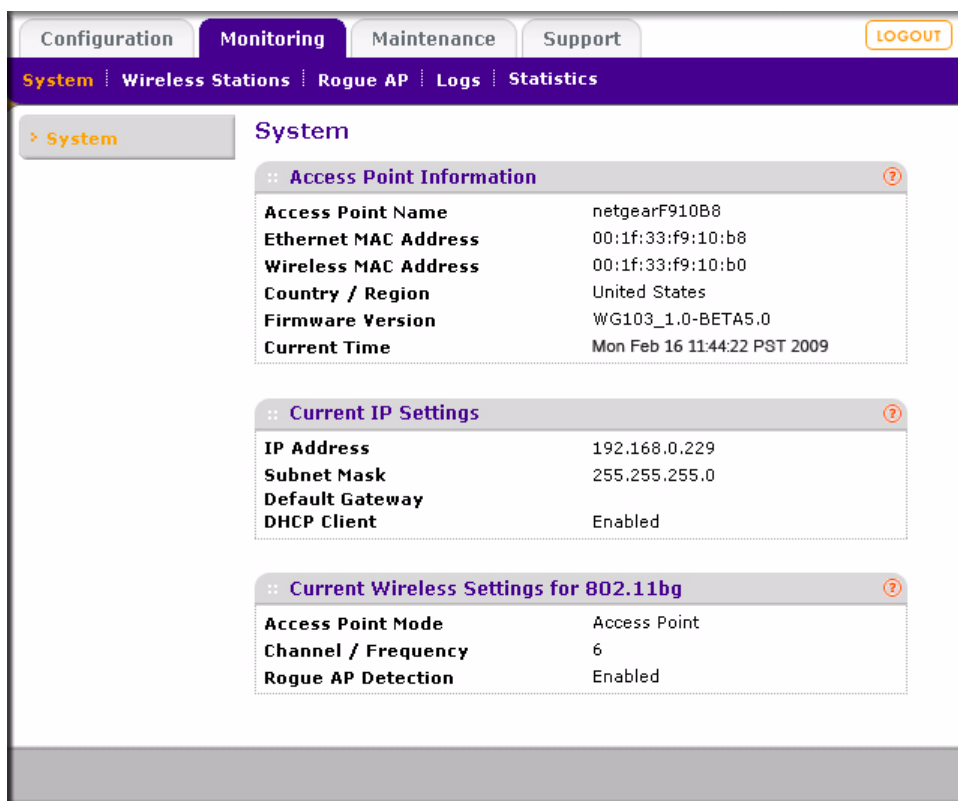 Configuration Monitoring Maintenance Support LOGOUT
System Wireless Stations Rogue AP Logs Statistics
> System
System
:: Access Point Information ?
Access Point Name netgearF910B8
Ethernet MAC Address 00:1f:33:f9:10:b8
Wireless MAC Address 00:1f:33:f9:10:b0
Country / Region United States
Firmware Version WG103_1.0-BETA5.0
Current Time Mon Feb 16 11:44:22 PST 2009
:: Current IP Settings ?
IP Address 192.168.0.229
Subnet Mask 255.255.255.0
Default Gateway
DHCP Client Enabled
:: Current Wireless Settings for 802.11bg ?
Access Point Mode Access Point
Channel / Frequency 6
Rogue AP Detection Enabled